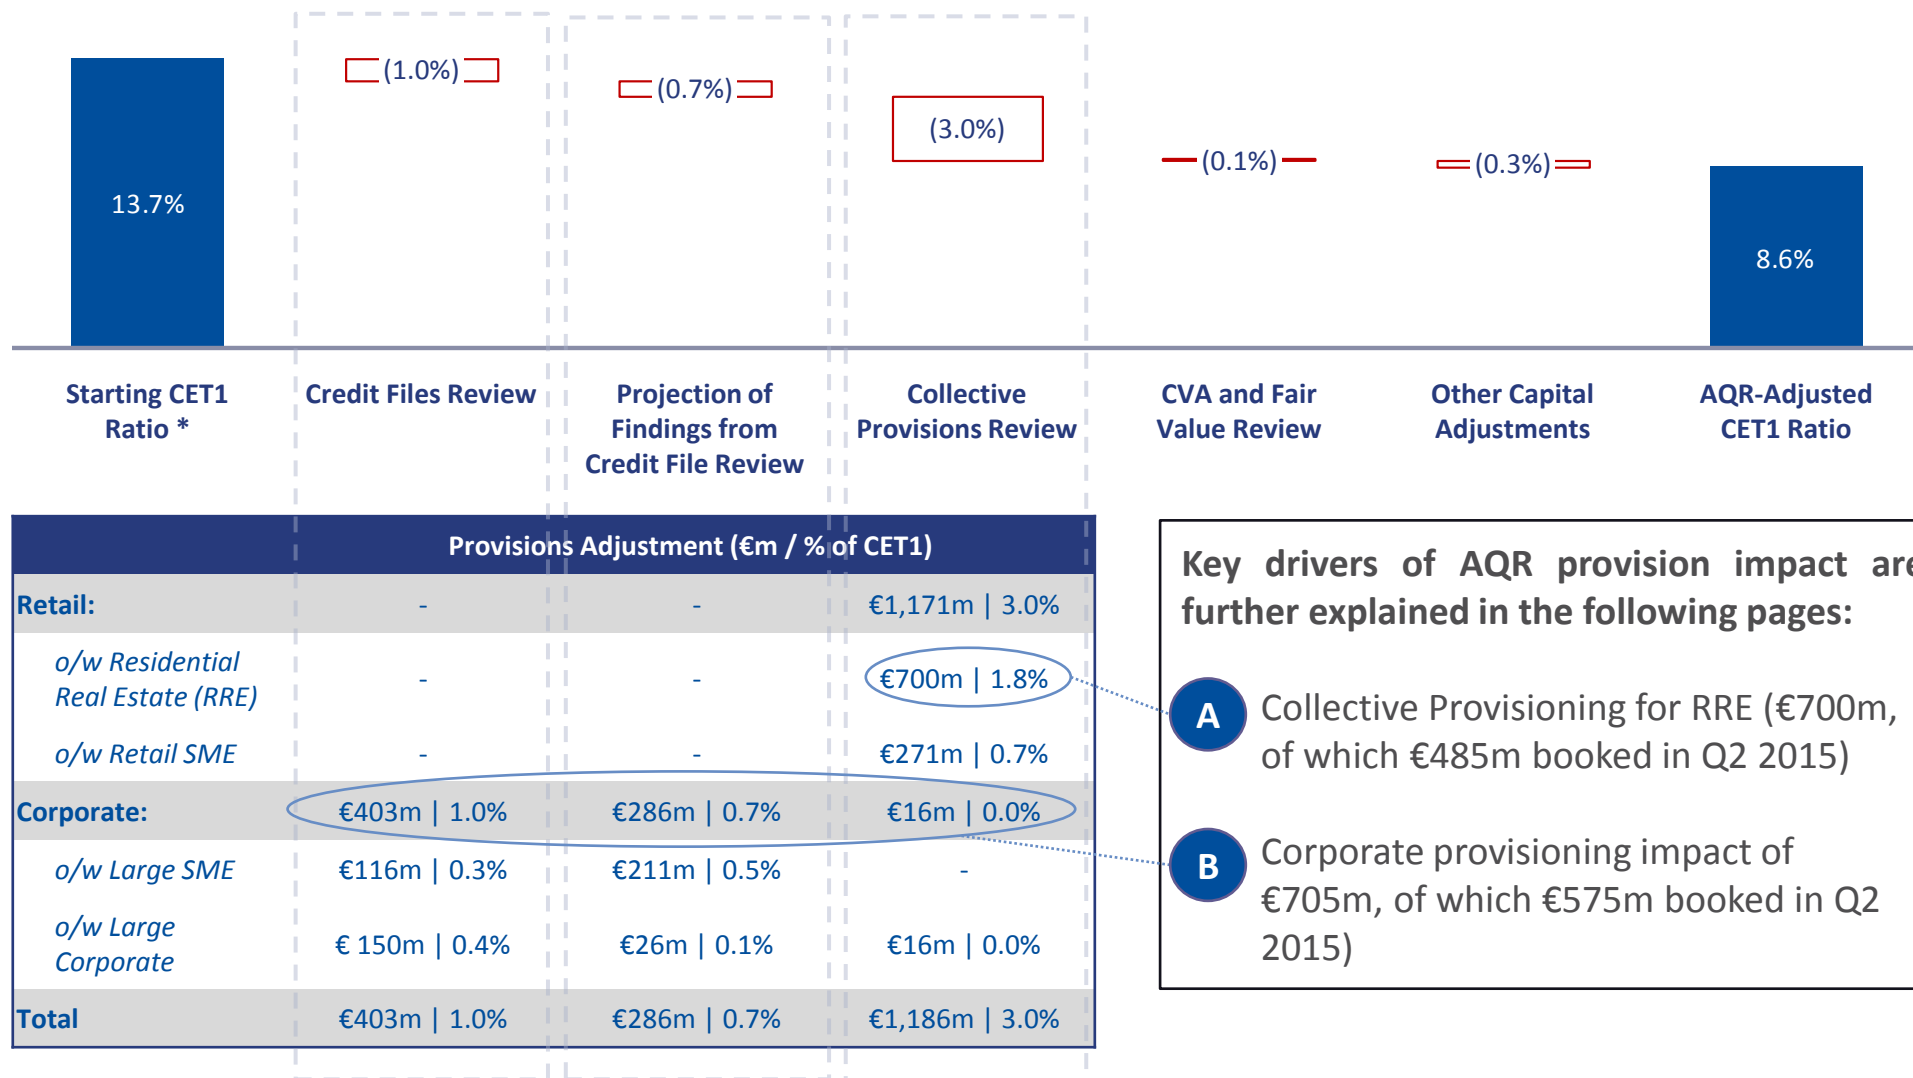 (1.0%)
(0.7%)
(3.0%)
(0.1%)
(0.3%)
13.7%
8.6%
Starting CET1
Ratio *
Credit Files Review
Projection of
Findings from
Credit File Review
Collective
Provisions Review
CVA and Fair
Value Review
Other Capital
Adjustments
AQR-Adjusted
CET1 Ratio
Provisions Adjustment (€m / % of CET1)
Retail: - - €1,171m | 3.0%
o/w Residential
Real Estate (RRE) - - €700m | 1.8%
o/w Retail SME - - €271m | 0.7%
Corporate: €403m | 1.0% €286m | 0.7% €16m | 0.0%
o/w Large SME €116m | 0.3% €211m | 0.5% -
o/w Large
Corporate € 150m | 0.4% €26m | 0.1% €16m | 0.0%
Total €403m | 1.0% €286m | 0.7% €1,186m | 3.0%
Key drivers of AQR provision impact are
further explained in the following pages:
A Collective Provisioning for RRE (€700m,
of which €485m booked in Q2 2015)
B Corporate provisioning impact of
€705m, of which €575m booked in Q2
2015)